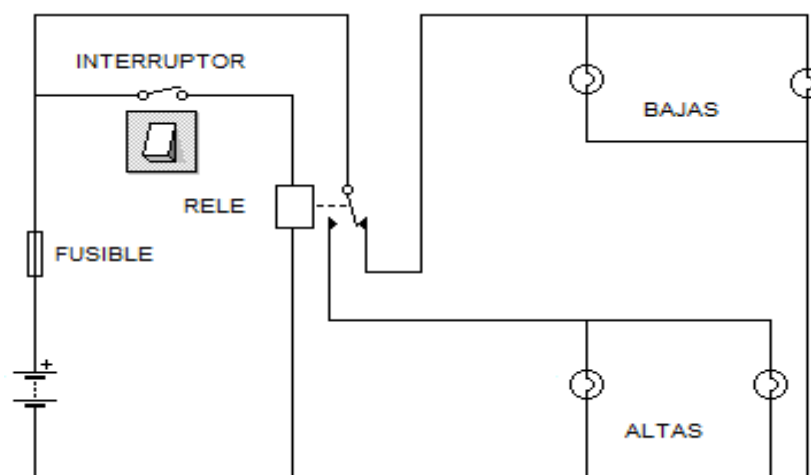 INTERRUPTOR
BAJAS
RELE
FUSIBLE
+
ALTAS